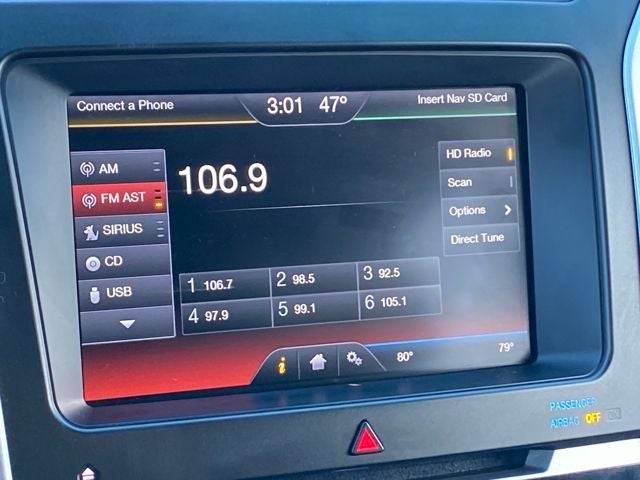 Connect a Phone
3:01 47°
Insert Nav SD Card
AM
FM AST
SIRIUS
CD
USB
106.9
HD Radio
Scan
Options
Direct Tune
1 106.7 2 98.5 3 92.5
4 97.9 5 99.1 6 105.1
i
80°
79°
PASSENGER
AIRBAG OFF ON